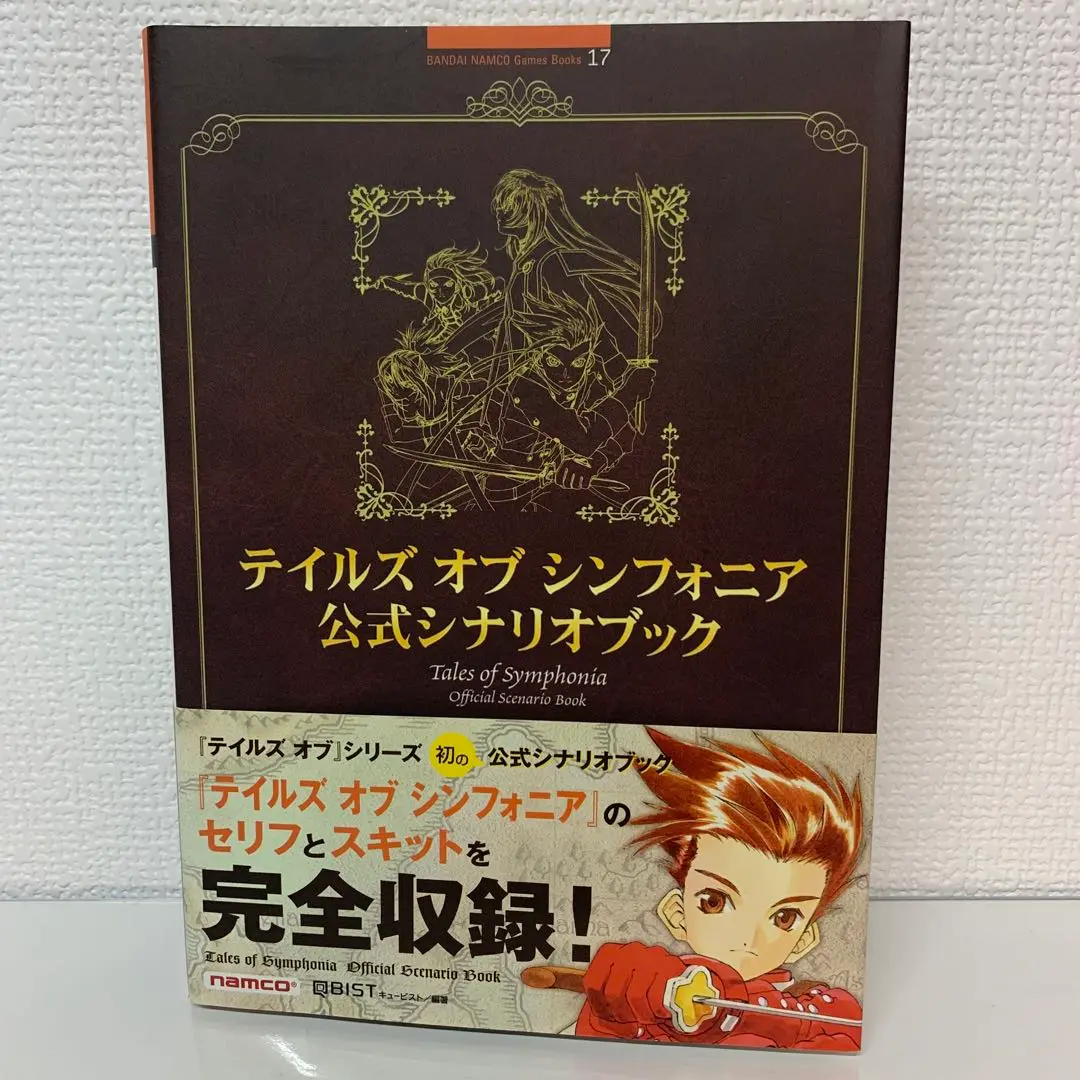 BANDAI NAMCO Games Books 17
テイルズ オブ シンフォニア
公式シナリオブック
Tales of Symphonia
Official Scenario Book
『テイルズ オブ』シリーズ 初の 公式シナリオブック
『テイルズ オブ シンフォニア』の
セリフとスキットを
完全収録!
Tales of Symphonia Official Scenario Book
namco® QBIST キュービスト/編著